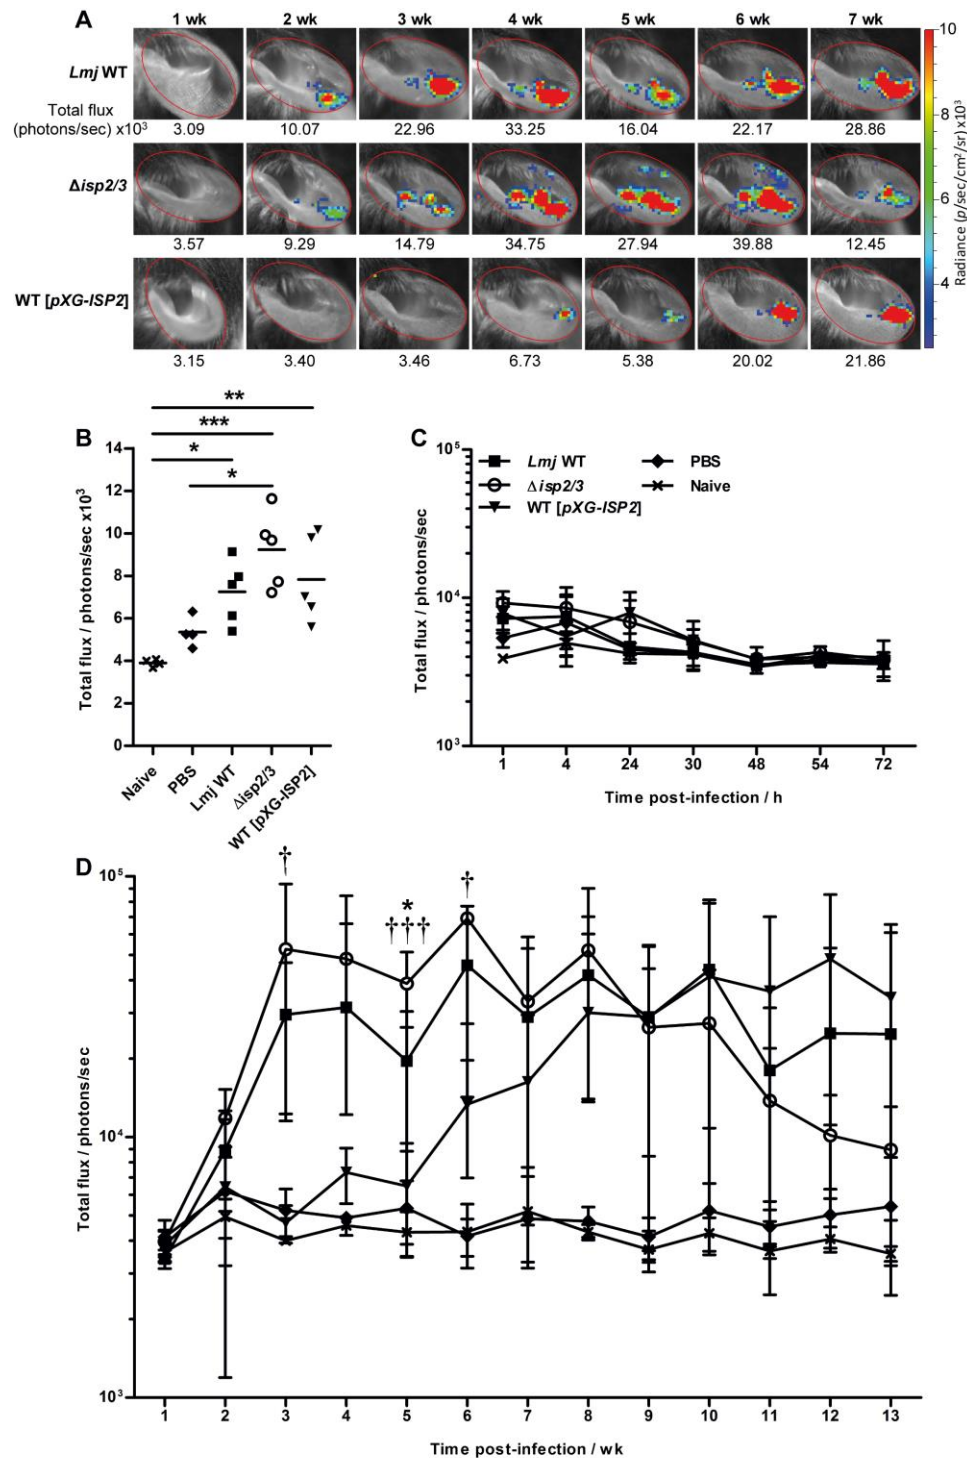 A
1 wk 2 wk 3 wk 4 wk 5 wk 6 wk 7 wk
Lmj WT
Total flux
(photons/sec) x10³ 3.09 10.07 22.96 33.25 16.04 22.17 28.86
Δisp2/3
3.57 9.29 14.79 34.75 27.94 39.88 12.45
WT [pXG-ISP2]
3.15 3.40 3.46 6.73 5.38 20.02 21.86
10
8
6
4
Radiance (p/sec/cm²/sr) x10³
B
**
***
*
*
14
12
10
8
6
4
2
0
Total flux / photons/sec x10³
Naive
PBS
Lmj WT
Δisp2/3
WT [pXG-ISP2]
C
10⁵
10⁴
10³
Total flux / photons/sec
Lmj WT
Δisp2/3
WT [pXG-ISP2]
PBS
Naive
1 4 24 30 48 54 72
Time post-infection / h
D
†
*
†††
†
10⁵
10⁴
10³
Total flux / photons/sec
1 2 3 4 5 6 7 8 9 10 11 12 13
Time post-infection / wk